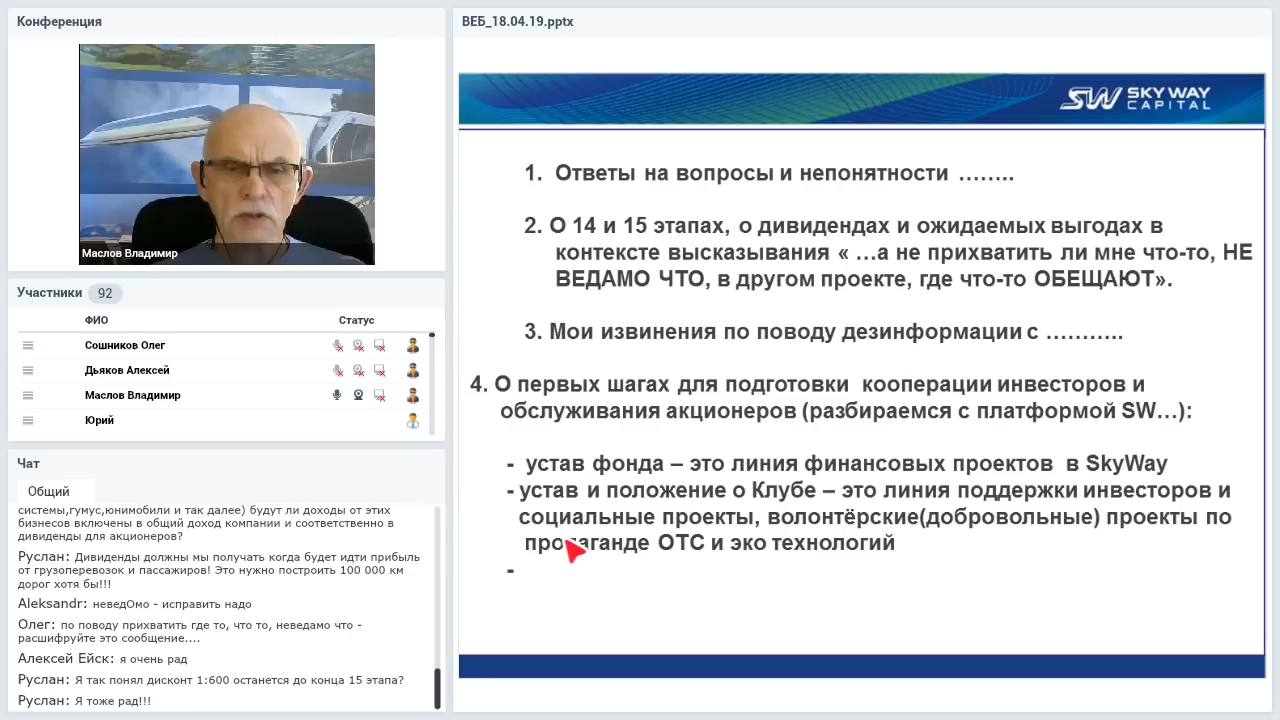 Конференция
Маслов Владимир
Участники 92
ФИО Статус
Сошников Олег
Дьяков Алексей
Маслов Владимир
Юрий
Чат
Общий
системы,гумус,юнимобили и так далее) будут ли доходы от этих
бизнесов включены в общий доход компании и соответственно в
дивиденды для акционеров?
Руслан: Дивиденды должны мы получать когда будет идти прибыль
от грузоперевозок и пассажиров! Это нужно построить 100 000 км
дорог хотя бы!!!
Aleksandr: неведОмо - исправить надо
Олег: по поводу прихватить где то, что то, неведамо что -
расшифруйте это сообщение....
Алексей Ейск: я очень рад
Руслан: Я так понял дисконт 1:600 останется до конца 15 этапа?
Руслан: Я тоже рад!!!
ВЕБ_18.04.19.pptx
SW SKY WAY
CAPITAL
1. Ответы на вопросы и непонятности ……..
2. О 14 и 15 этапах, о дивидендах и ожидаемых выгодах в
контексте высказывания « …а не прихватить ли мне что-то, НЕ
ВЕДАМО ЧТО, в другом проекте, где что-то ОБЕЩАЮТ».
3. Мои извинения по поводу дезинформации с ………..
4. О первых шагах для подготовки кооперации инвесторов и
обслуживания акционеров (разбираемся с платформой SW…):
- устав фонда – это линия финансовых проектов в SkyWay
- устав и положение о Клубе – это линия поддержки инвесторов и
социальные проекты, волонтёрские(добровольные) проекты по
пропаганде ОТС и эко технологий
-